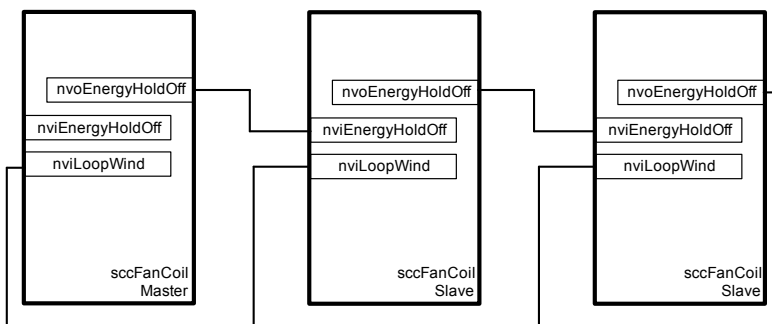 nvoEnergyHoldOff
nviEnergyHoldOff
nviLoopWind
sccFanCoil
Master
nvoEnergyHoldOff
nviEnergyHoldOff
nviLoopWind
sccFanCoil
Slave
nvoEnergyHoldOff
nviEnergyHoldOff
nviLoopWind
sccFanCoil
Slave